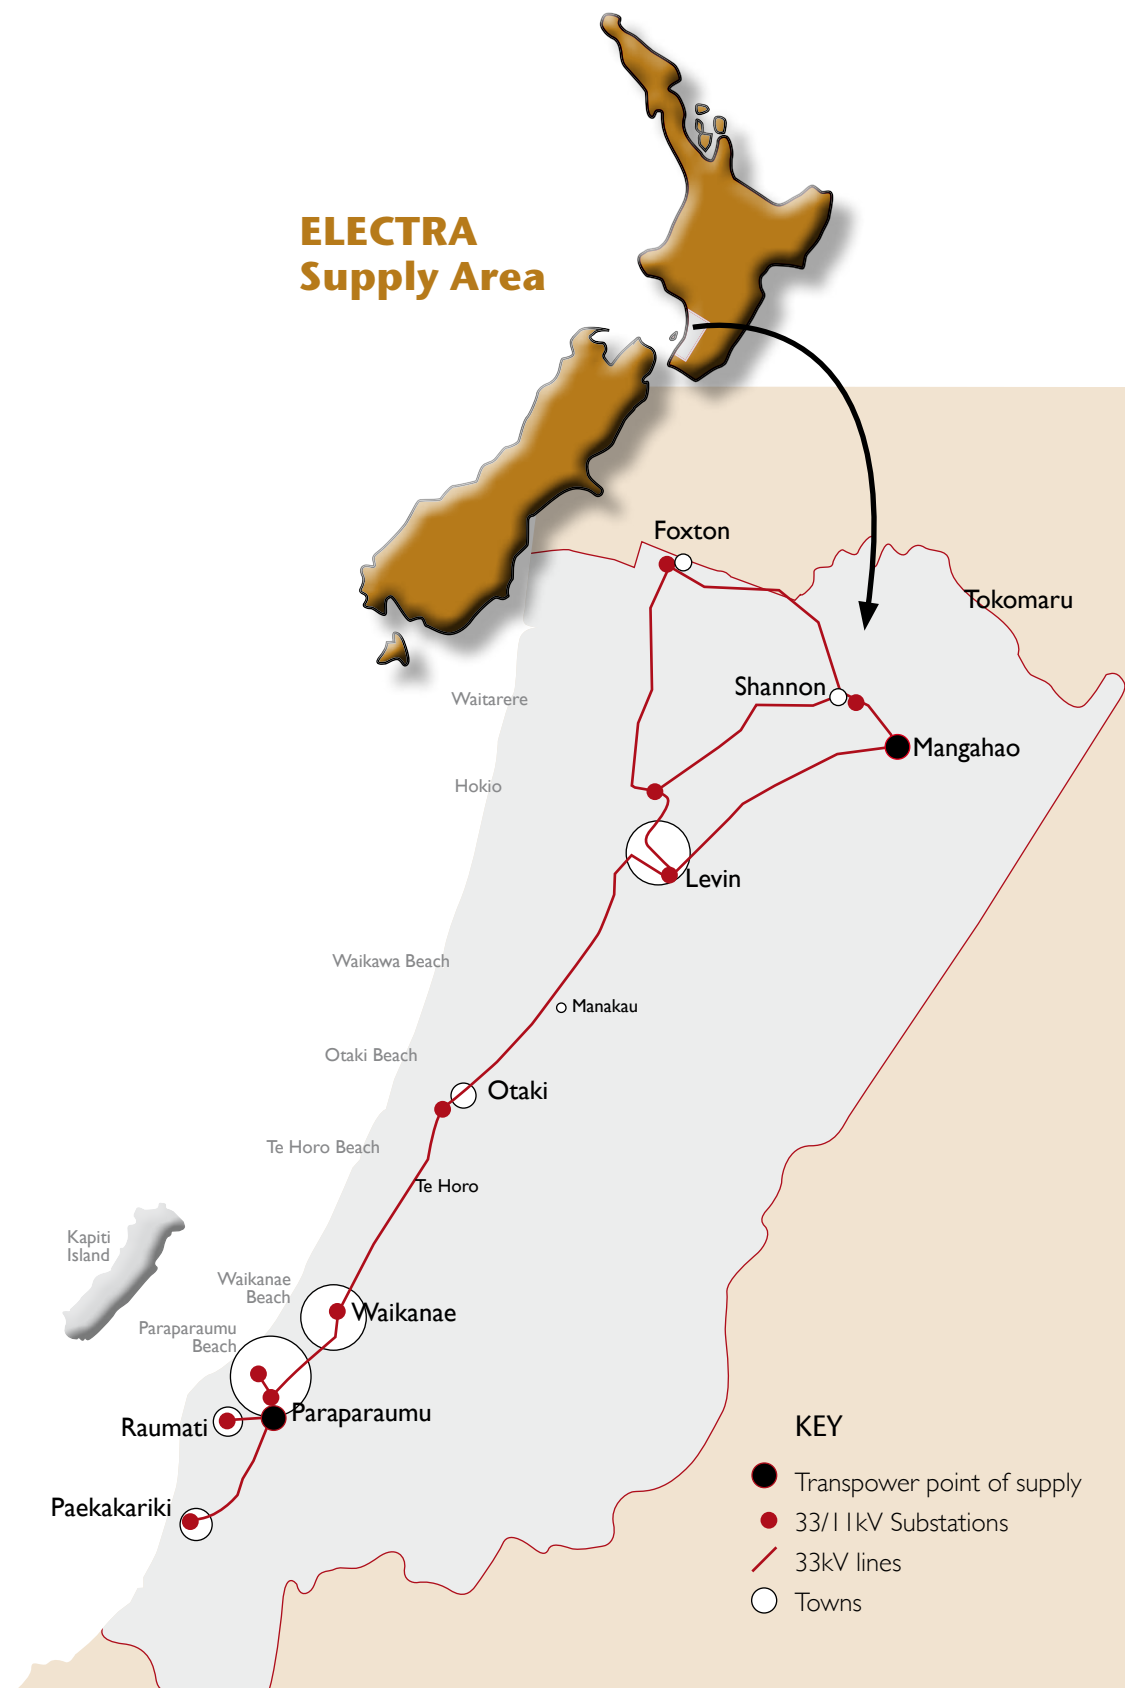 ELECTRA
Supply Area
Foxton
Tokomaru
Shannon
Waitarere
Mangahao
Hokio
Levin
Waikawa Beach
Manakau
Otaki Beach
Otaki
Te Horo Beach
Te Horo
Kapiti
Island
Waikanae
Beach
Waikanae
Paraparaumu
Beach
Paraparaumu
Raumati
Paekakariki
KEY
Transpower point of supply
33/11kV Substations
33kV lines
Towns